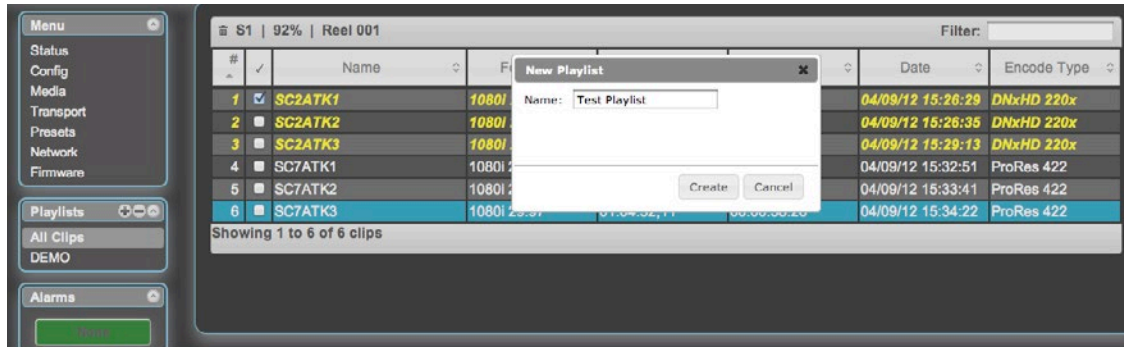 Menu
Status
Config
Media
Transport
Presets
Network
Firmware
Playlists
All Clips
DEMO
Alarms
S1 | 92% | Reel 001
Filter:
# ✓ Name Date Encode Type
1 SC2ATK1 1080i 04/09/12 15:26:29 DNxHD 220x
2 SC2ATK2 1080i 04/09/12 15:26:35 DNxHD 220x
3 SC2ATK3 1080i 04/09/12 15:29:13 DNxHD 220x
4 SC7ATK1 1080i 04/09/12 15:32:51 ProRes 422
5 SC7ATK2 1080i 04/09/12 15:33:41 ProRes 422
6 SC7ATK3 1080i 29.97 04/09/12 15:34:22 ProRes 422
Showing 1 to 6 of 6 clips
New Playlist
Name: Test Playlist
Create Cancel